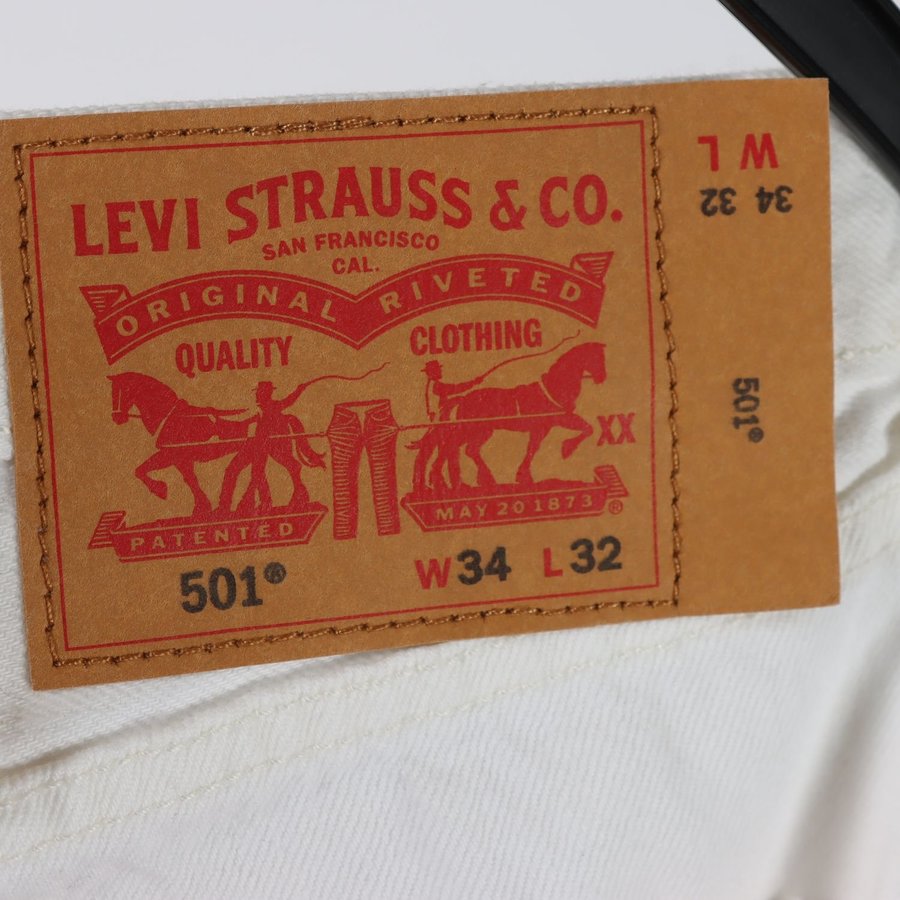 LEVI STRAUSS & CO.
SAN FRANCISCO
CAL.
ORIGINAL RIVETED
QUALITY CLOTHING
XX
PATENTED MAY 20 1873 ®
501® W34 L32
W L
34 32
501®